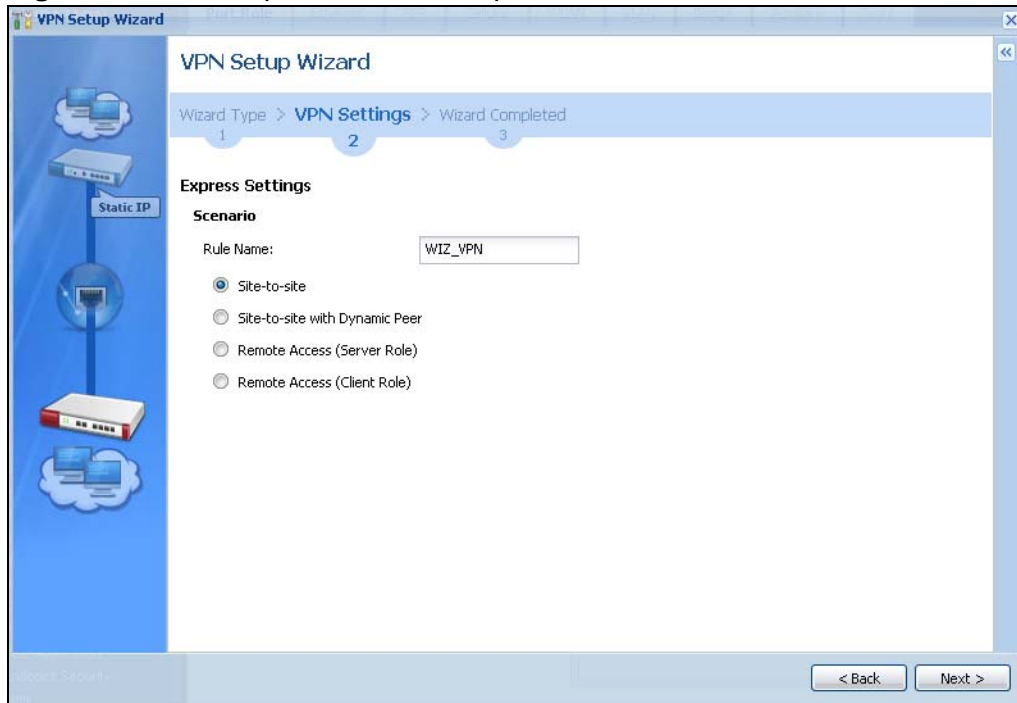 VPN Setup Wizard
VPN Setup Wizard
Wizard Type > VPN Settings > Wizard Completed
1 2 3
Static IP
Express Settings
Scenario
Rule Name: WIZ_VPN
Site-to-site
Site-to-site with Dynamic Peer
Remote Access (Server Role)
Remote Access (Client Role)
< Back Next >